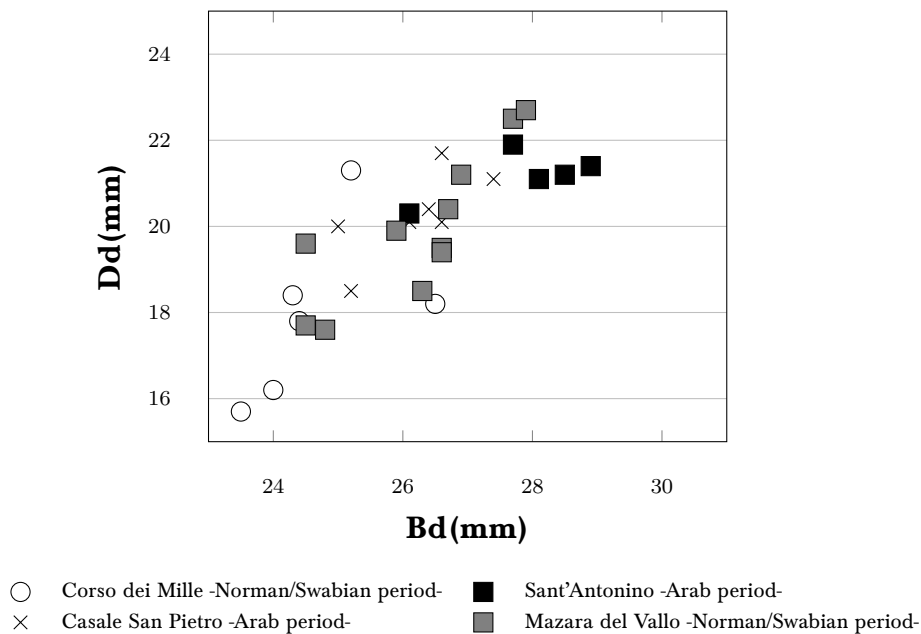 24
22
20
18
16
Dd(mm)
24 26 28 30
Bd(mm)
Corso dei Mille -Norman/Swabian period-
Sant'Antonino -Arab period-
Casale San Pietro -Arab period-
Mazara del Vallo -Norman/Swabian period-